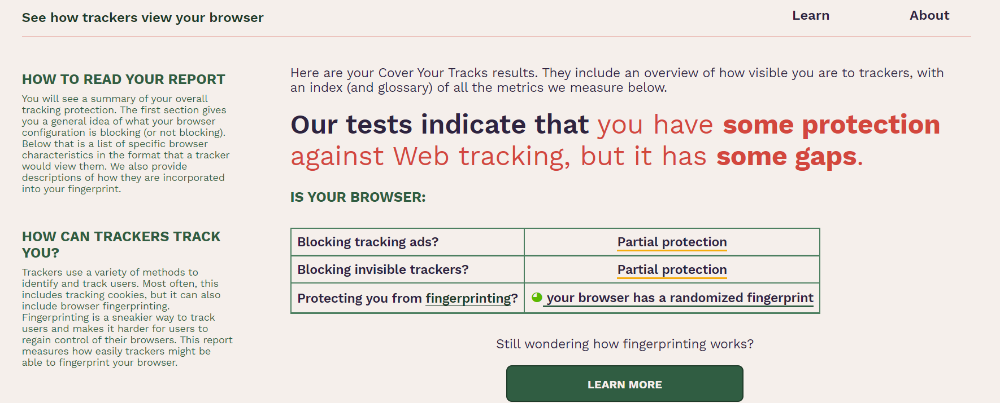 See how trackers view your browser
Learn
About
HOW TO READ YOUR REPORT
You will see a summary of your overall
tracking protection. The first section gives
you a general idea of what your browser
configuration is blocking (or not blocking).
Below that is a list of specific browser
characteristics in the format that a tracker
would view them. We also provide
descriptions of how they are incorporated
into your fingerprint.
HOW CAN TRACKERS TRACK
YOU?
Trackers use a variety of methods to
identify and track users. Most often, this
includes tracking cookies, but it can also
include browser fingerprinting.
Fingerprinting is a sneakier way to track
users and makes it harder for users to
regain control of their browsers. This report
measures how easily trackers might be
able to fingerprint your browser.
Here are your Cover Your Tracks results. They include an overview of how visible you are to trackers, with
an index (and glossary) of all the metrics we measure below.
Our tests indicate that you have some protection
against Web tracking, but it has some gaps.
IS YOUR BROWSER:
Blocking tracking ads?
Partial protection
Blocking invisible trackers?
Partial protection
Protecting you from fingerprinting?
your browser has a randomized fingerprint
Still wondering how fingerprinting works?
LEARN MORE